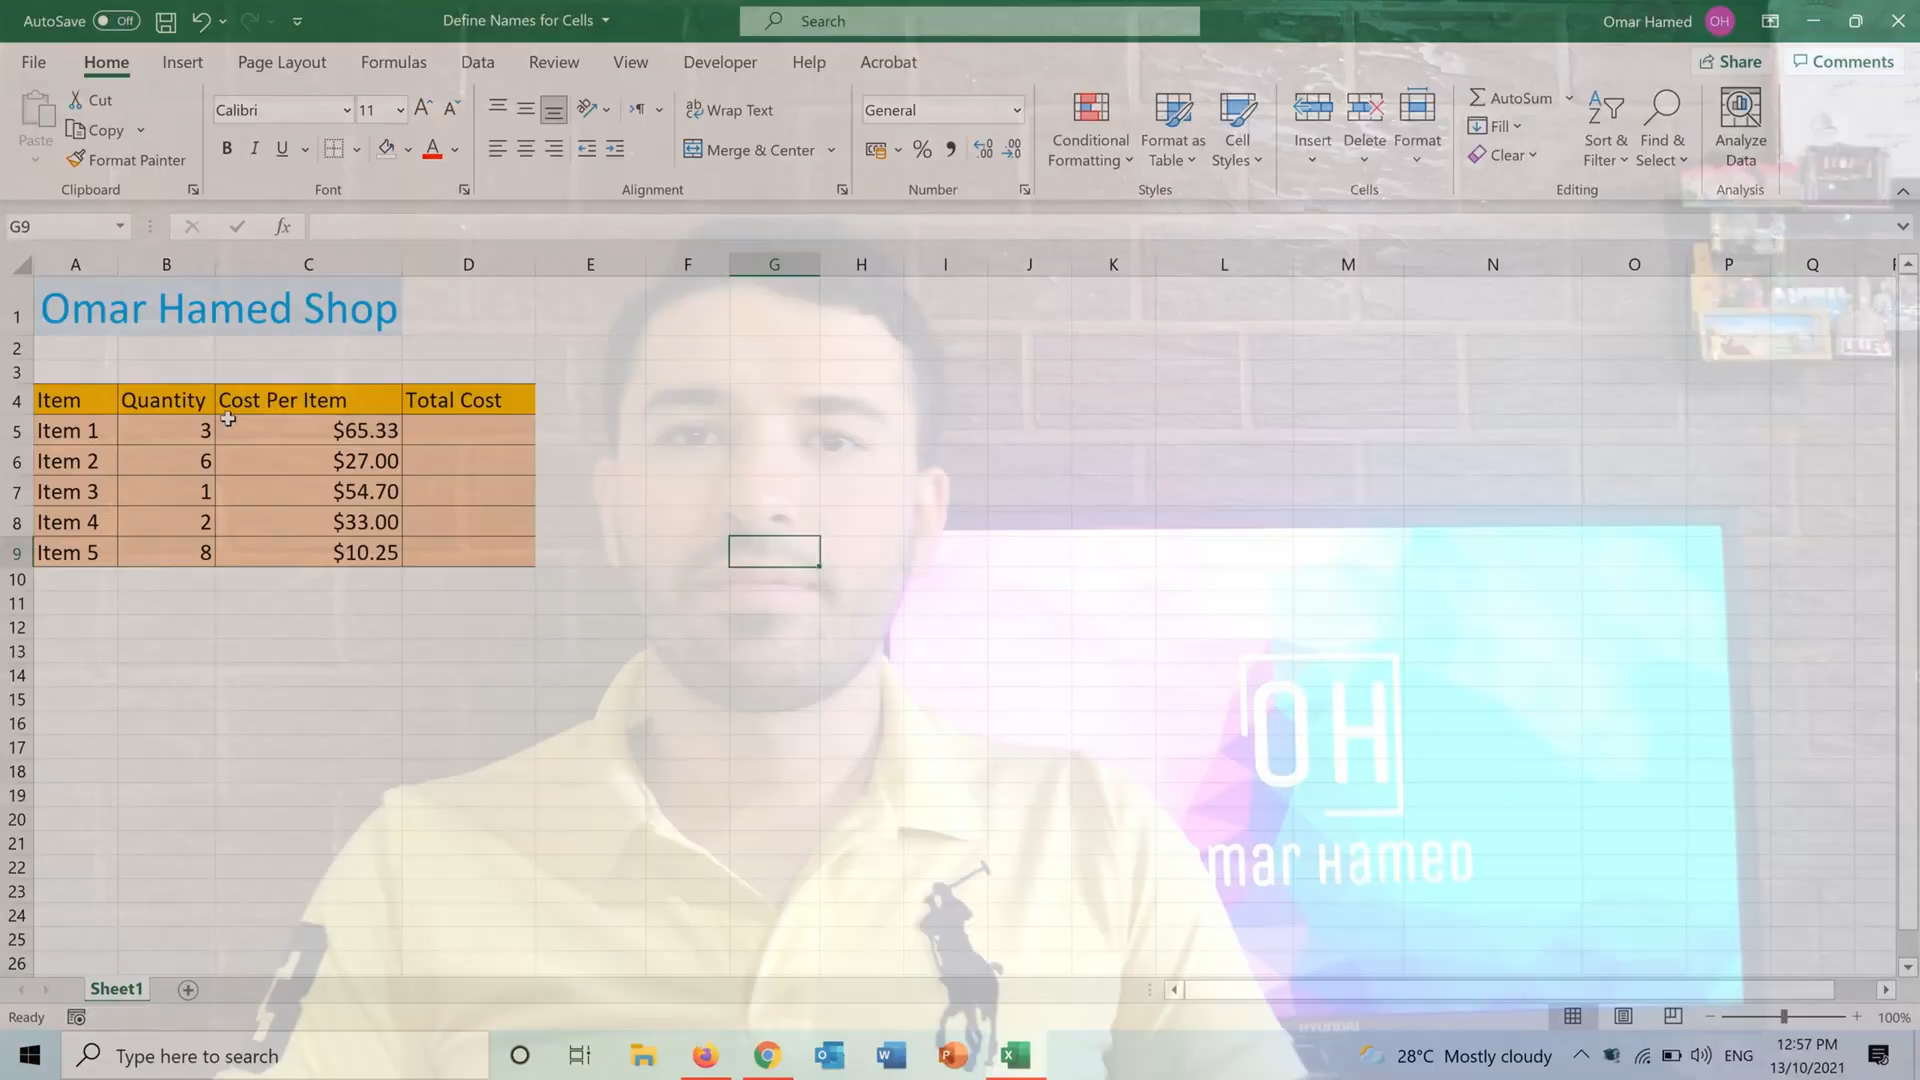 AutoSave Off Define Names for Cells Search Omar Hamed OH
File Home Insert Page Layout Formulas Data Review View Developer Help Acrobat Share Comments
Paste Cut Copy Format Painter Clipboard
Calibri 11 B I U A Font
Wrap Text Merge & Center Alignment
General % Number
Conditional Formatting Format as Table Cell Styles Styles
Insert Delete Format Cells
AutoSum Fill Clear Sort & Filter Find & Select Editing
Analyze Data Analysis
G9 fx
A B C D E F G H I J K L M N O P Q
1 Omar Hamed Shop
2
3
4 Item Quantity Cost Per Item Total Cost
5 Item 1 3 $65.33
6 Item 2 6 $27.00
7 Item 3 1 $54.70
8 Item 4 2 $33.00
9 Item 5 8 $10.25
10
11
12
13
14
15
16
17
18
19
20
21
22
23
24
25
26
OH
mar Hamed
HYUNDAI
Sheet1
Ready 100%
Type here to search 28°C Mostly cloudy ENG 12:57 PM
13/10/2021